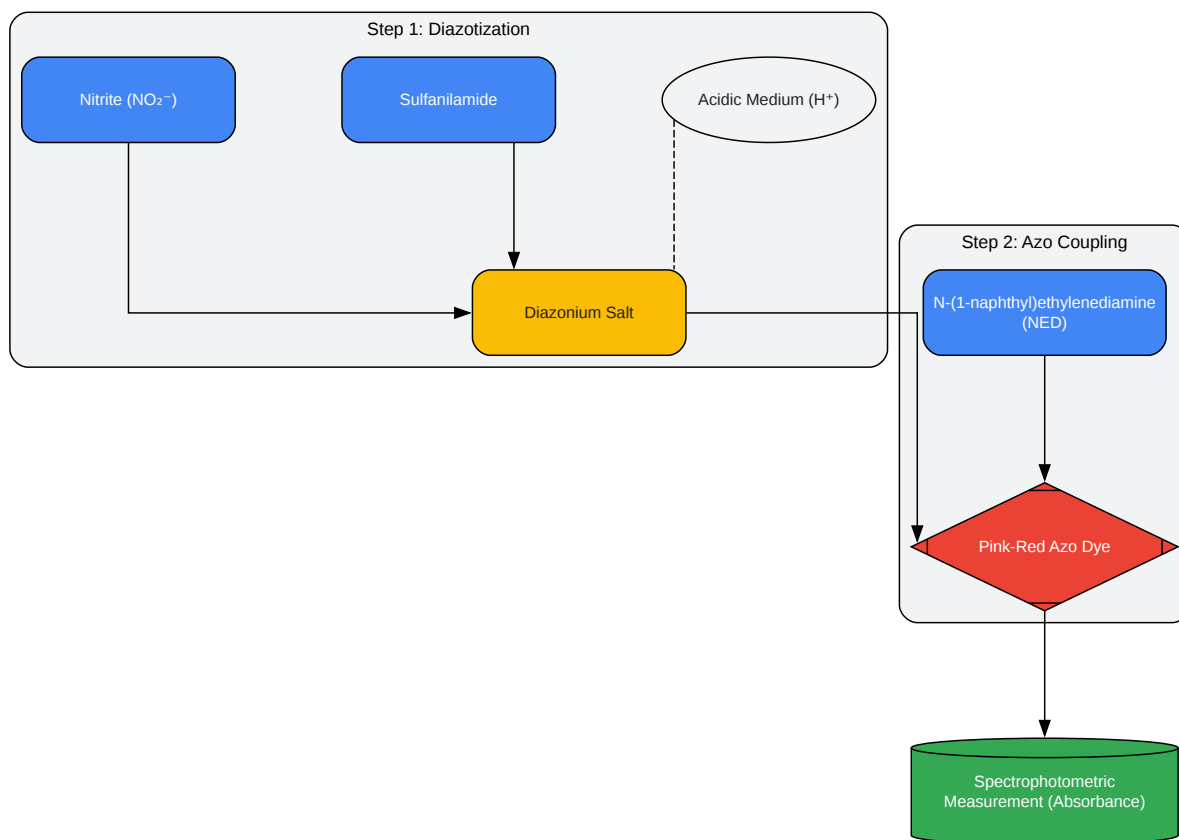 Step 1: Diazotization
Nitrite (NO₂⁻)
Sulfanilamide
Acidic Medium (H⁺)
Diazonium Salt
Step 2: Azo Coupling
N-(1-naphthyl)ethylenediamine
(NED)
Pink-Red Azo Dye
Spectrophotometric
Measurement (Absorbance)